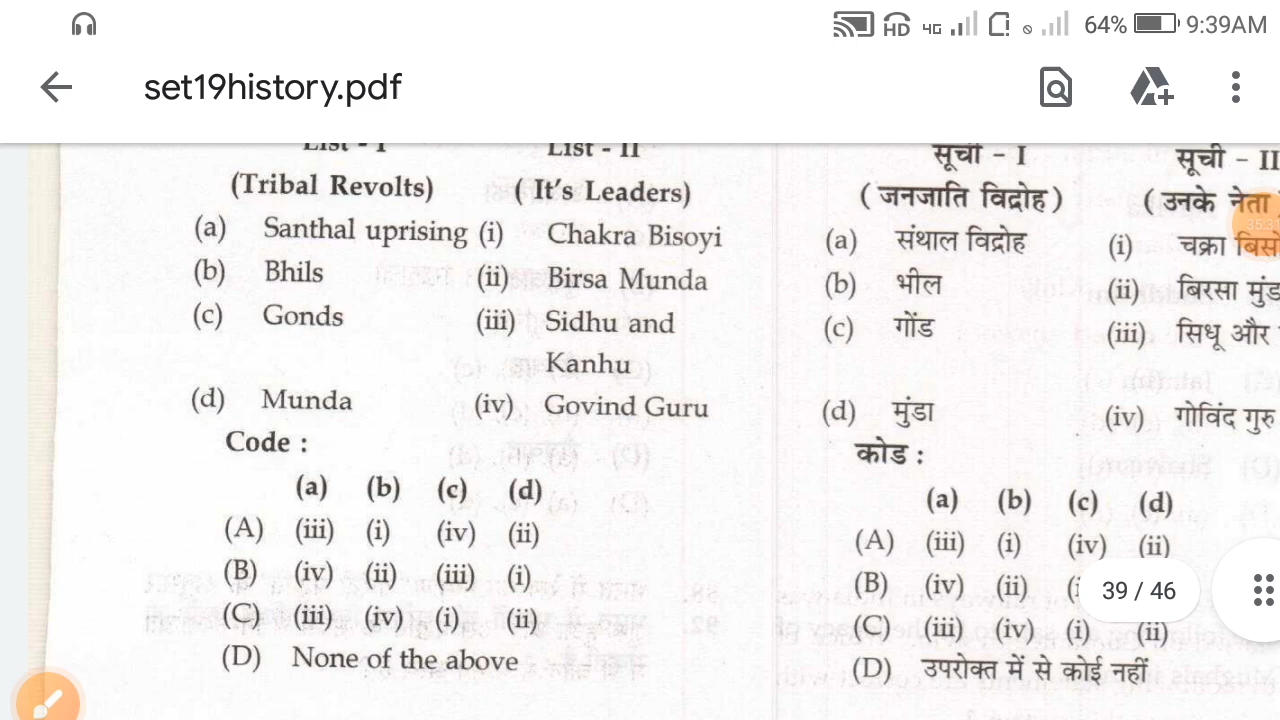 HD 4G 64% 9:39AM
set19history.pdf
List - I List - II
(Tribal Revolts) ( It's Leaders)
(a) Santhal uprising (i) Chakra Bisoyi
(b) Bhils (ii) Birsa Munda
(c) Gonds (iii) Sidhu and
Kanhu
(d) Munda (iv) Govind Guru
Code :
(a) (b) (c) (d)
(A) (iii) (i) (iv) (ii)
(B) (iv) (ii) (iii) (i)
(C) (iii) (iv) (i) (ii)
(D) None of the above
सूची - I सूची - II
( जनजाति विद्रोह ) ( उनके नेता
(a) संथाल विद्रोह (i) चक्रा
(b) भील (ii) बिरसा
(c) गोंड (iii) सिधू और
(d) मुंडा (iv) गोविंद गुरु
कोड :
(a) (b) (c) (d)
(A) (iii) (i) (iv) (ii)
(B) (iv) (ii)
(C) (iii) (iv) (i) (ii)
(D) उपरोक्त में से कोई नहीं
39 / 46